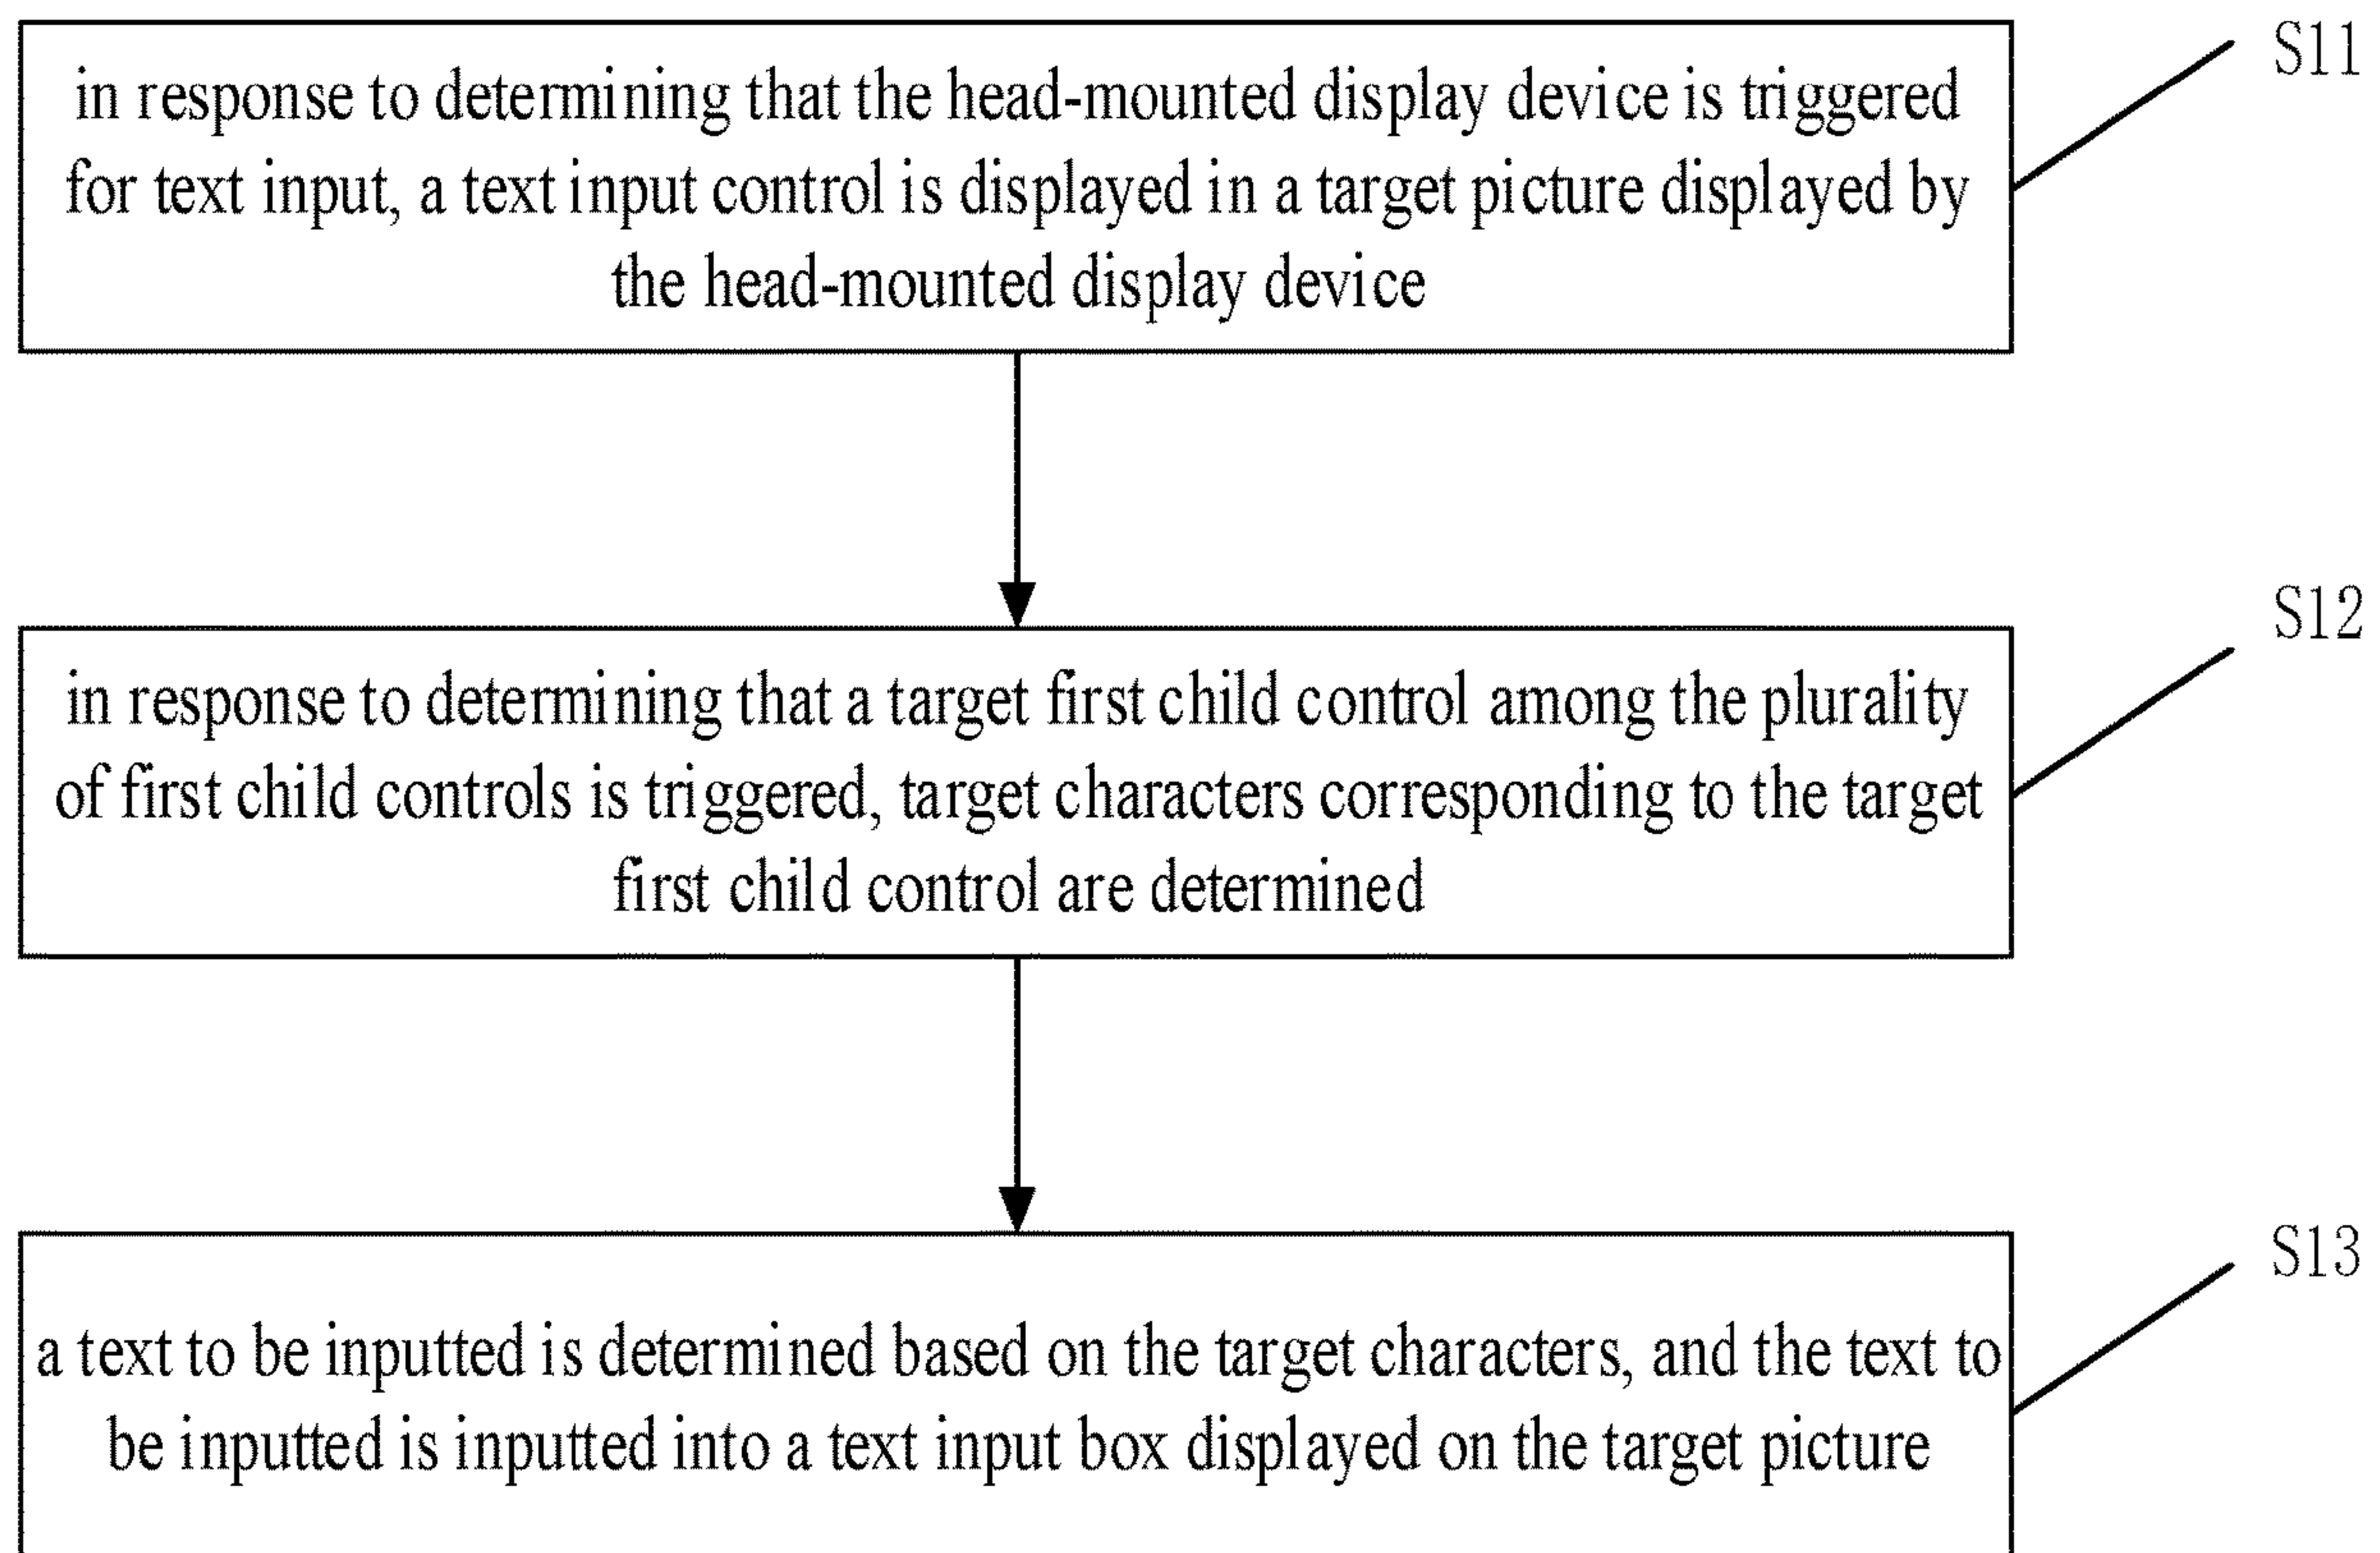 in response to determining that the head-mounted display device is triggered
for text input, a text input control is displayed in a target picture displayed by
the head-mounted display device
S11
in response to determining that a target first child control among the plurality
of first child controls is triggered, target characters corresponding to the target
first child control are determined
S12
a text to be inputted is determined based on the target characters, and the text to
be inputted is inputted into a text input box displayed on the target picture
S13